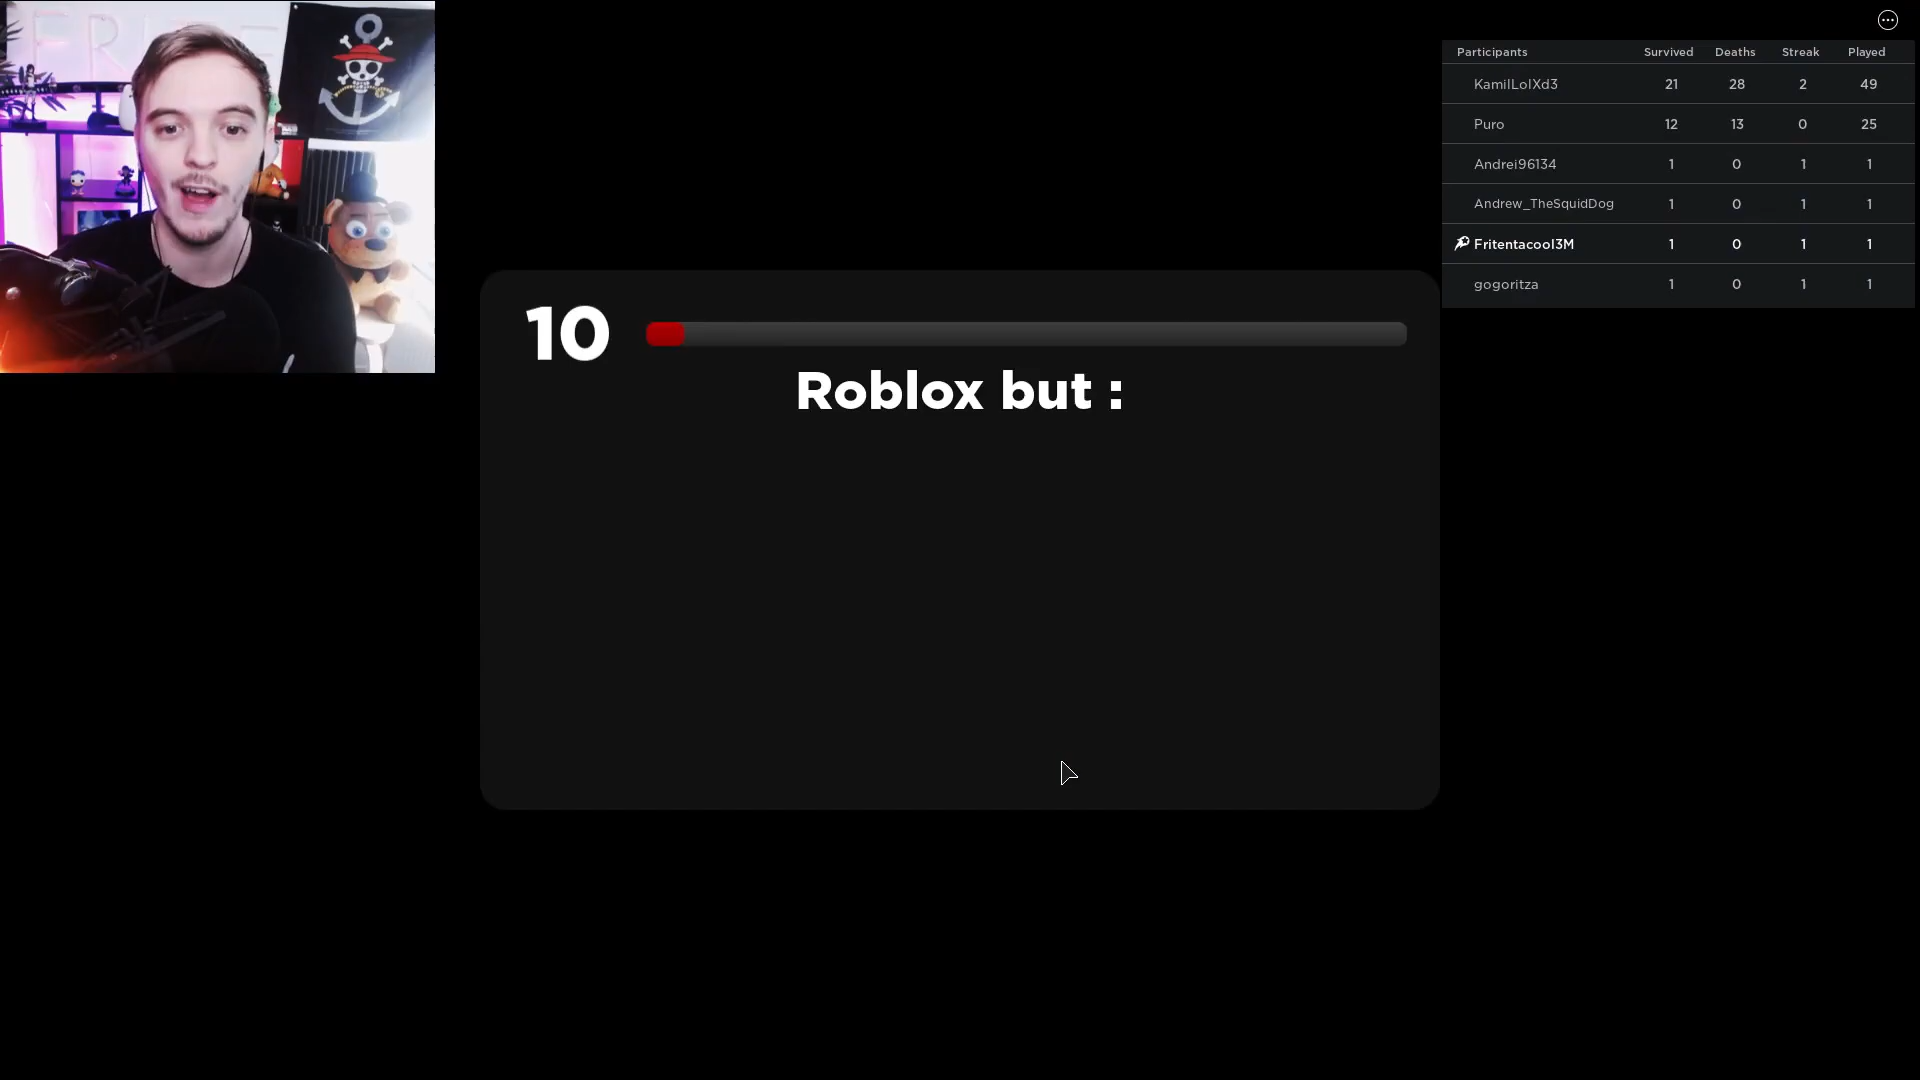 Participants Survived Deaths Streak Played
KamilLolXd3 21 28 2 49
Puro 12 13 0 25
Andrei96134 1 0 1 1
Andrew_TheSquidDog 1 0 1 1
Fritentacool3M 1 0 1 1
gogoritza 1 0 1 1
10
Roblox but :